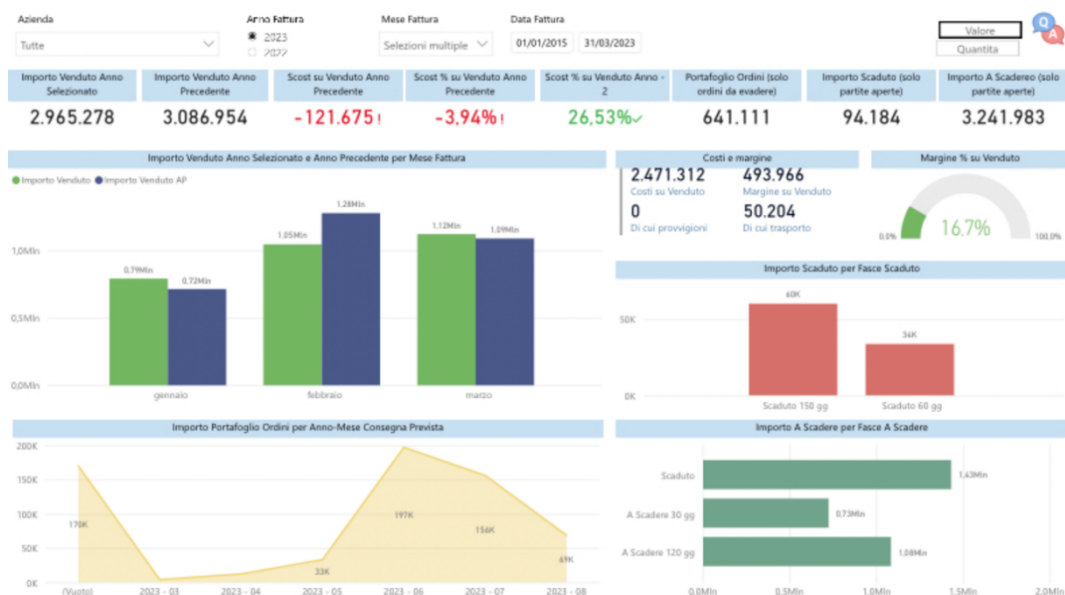 Azienda
Tutte
Anno Fattura
2023
2022
Mese Fattura
Selezioni multiple
Data Fattura
01/01/2015 31/03/2023
Valore
Quantita
Q
A
Importo Venduto Anno
Selezionato
2.965.278
Importo Venduto Anno
Precedente
3.086.954
Scost su Venduto Anno
Precedente
-121.675 !
Scost % su Venduto Anno
Precedente
-3,94% !
Scost % su Venduto Anno -
2
26,53%
Portafoglio Ordini (solo
ordini da evadere)
641.111
Importo Scaduto (solo
partite aperte)
94.184
Importo A Scadereo (solo
partite aperte)
3.241.983
Importo Venduto Anno Selezionato e Anno Precedente per Mese Fattura
Importo Venduto Importo Venduto AP
1,0Mln
0,5Mln
0,0Mln
0,79Mln
0,72Mln
1,05Mln
1,28Mln
1,12Mln
1,09Mln
gennaio febbraio marzo
Costi e margine
2.471.312 493.966
Costi su Venduto Margine su Venduto
0 50.204
Di cui provvigioni Di cui trasporto
Margine % su Venduto
16,7%
0,0% 100,0%
Importo Scaduto per Fasce Scaduto
50K
0K
60K
34K
Scaduto 150 gg Scaduto 60 gg
Importo Portafoglio Ordini per Anno-Mese Consegna Prevista
200K
150K
100K
50K
0K
170K
33K
197K
156K
69K
(Vuoto) 2023 - 03 2023 - 04 2023 - 05 2023 - 06 2023 - 07 2023 - 08
Importo A Scadere per Fasce A Scadere
Scaduto 1,43Mln
A Scadere 30 gg 0,73Mln
A Scadere 120 gg 1,08Mln
0,0Mln 0,5Mln 1,0Mln 1,5Mln 2,0Mln